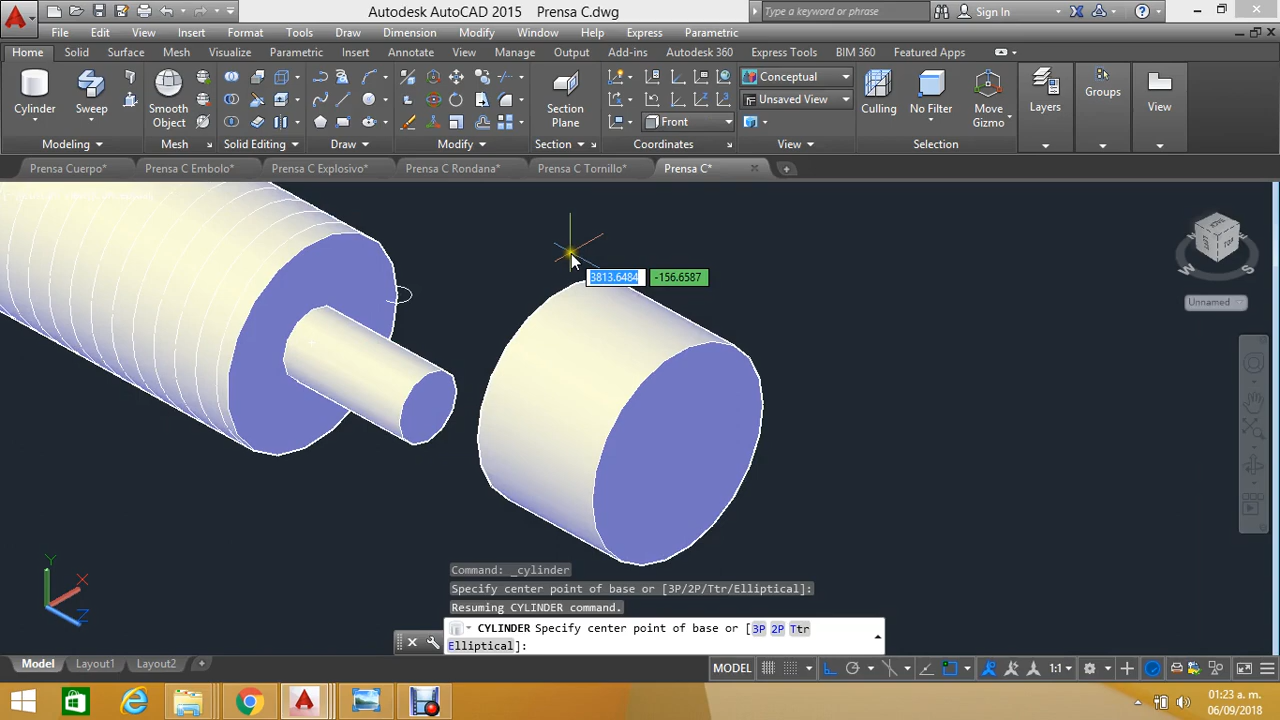 Autodesk AutoCAD 2015 Prensa C.dwg
Type a keyword or phrase
Sign In
File Edit View Insert Format Tools Draw Dimension Modify Window Help Express Parametric
Home Solid Surface Mesh Visualize Parametric Insert Annotate View Manage Output Add-ins Autodesk 360 Express Tools BIM 360 Featured Apps
Conceptual
Unsaved View
Front
Cylinder Sweep Smooth Object Section Plane Culling No Filter Move Gizmo Layers Groups View
Modeling Mesh Solid Editing Draw Modify Section Coordinates View Selection
Prensa Cuerpo* Prensa C Embolo* Prensa C Explosivo* Prensa C Rondana* Prensa C Tornillo* Prensa C*
3813.6484 -156.6587
W S TOP
Unnamed
Y X Z
Command: _cylinder
Specify center point of base or [3P/2P/Ttr/Elliptical]:
Resuming CYLINDER command.
CYLINDER Specify center point of base or [3P 2P Ttr
Elliptical]:
Model Layout1 Layout2
MODEL 1:1
01:23 a. m.
06/09/2018